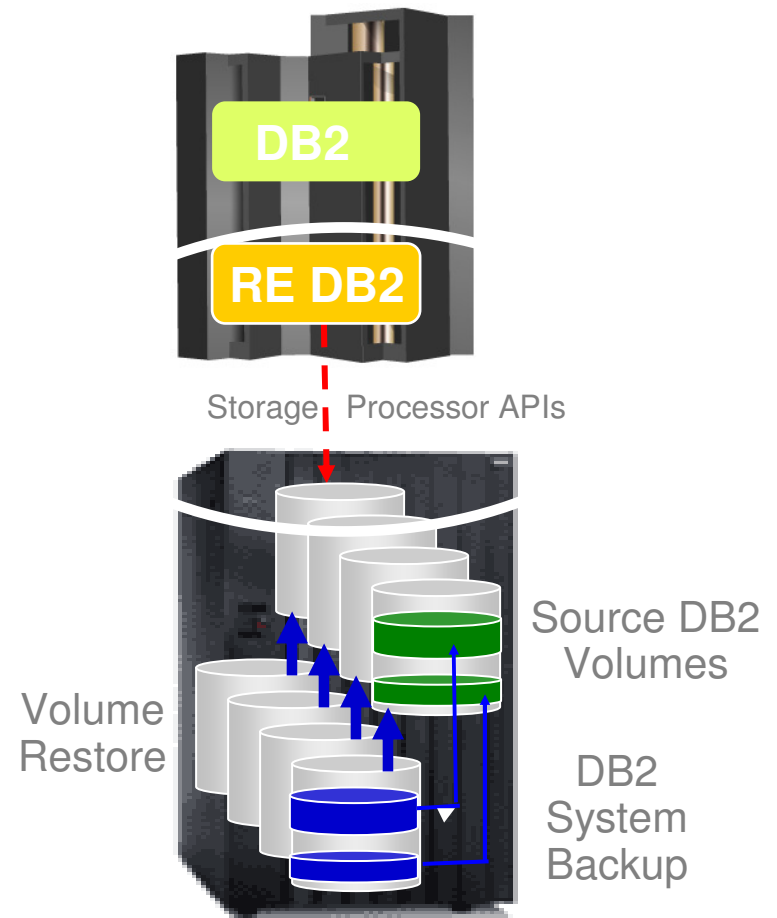 DB2
RE DB2
Storage Processor APIs
Source DB2
Volumes
Volume
Restore
DB2
System
Backup